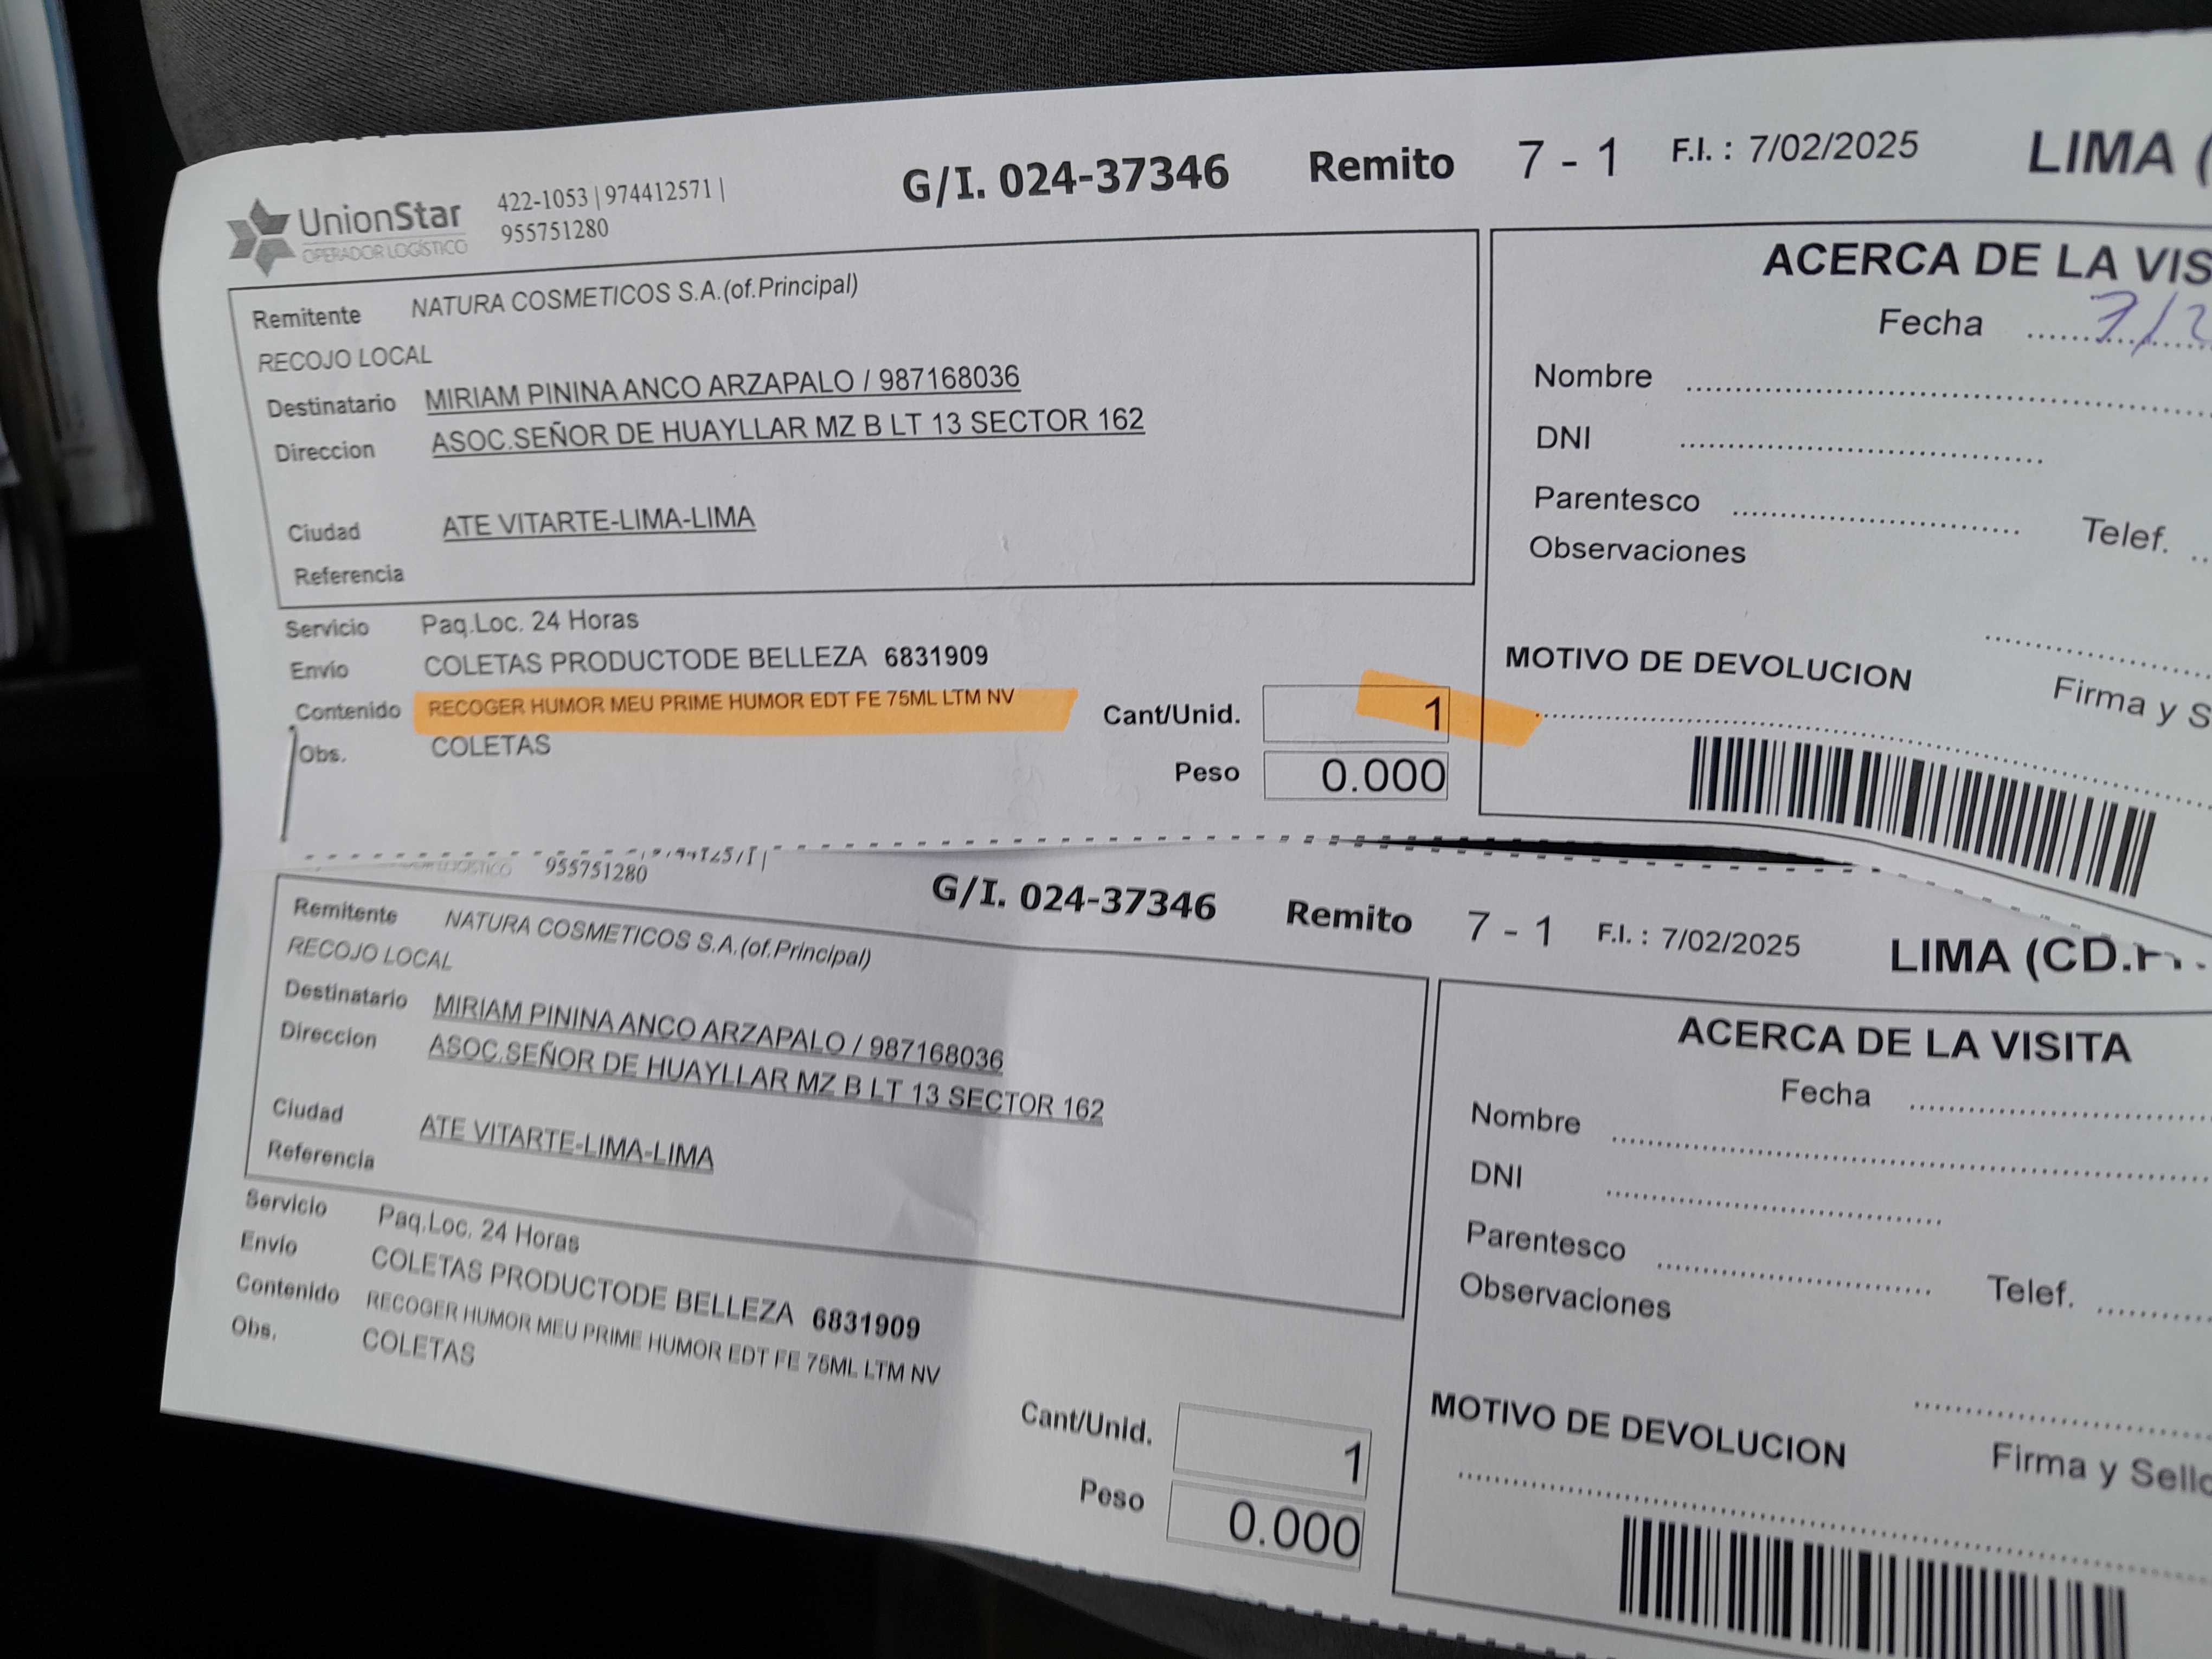 UnionStar
OPERADOR LOGÍSTICO
422-1053 | 974412571 |
955751280
G/I. 024-37346 Remito 7 - 1 F.I. : 7/02/2025 LIMA (
Remitente NATURA COSMETICOS S.A.(of.Principal)
RECOJO LOCAL
Destinatario MIRIAM PININA ANCO ARZAPALO / 987168036
Direccion ASOC.SEÑOR DE HUAYLLAR MZ B LT 13 SECTOR 162
Ciudad ATE VITARTE-LIMA-LIMA
Referencia
Servicio Paq.Loc. 24 Horas
Envío COLETAS PRODUCTODE BELLEZA 6831909
Contenido RECOGER HUMOR MEU PRIME HUMOR EDT FE 75ML LTM NV
Obs. COLETAS
Cant/Unid. 1
Peso 0.000
ACERCA DE LA VIS
Fecha 7/2
Nombre
DNI
Parentesco Telef.
Observaciones
MOTIVO DE DEVOLUCION Firma y S
955751280
G/I. 024-37346 Remito 7 - 1 F.I. : 7/02/2025 LIMA (CD.
Remitente NATURA COSMETICOS S.A.(of.Principal)
RECOJO LOCAL
Destinatario MIRIAM PININA ANCO ARZAPALO / 987168036
Direccion ASOC.SEÑOR DE HUAYLLAR MZ B LT 13 SECTOR 162
Ciudad ATE VITARTE-LIMA-LIMA
Referencia
Servicio Paq.Loc. 24 Horas
Envío COLETAS PRODUCTODE BELLEZA 6831909
Contenido RECOGER HUMOR MEU PRIME HUMOR EDT FE 75ML LTM NV
Obs. COLETAS
Cant/Unid. 1
Peso 0.000
ACERCA DE LA VISITA
Fecha
Nombre
DNI
Parentesco Telef.
Observaciones
MOTIVO DE DEVOLUCION Firma y Sello